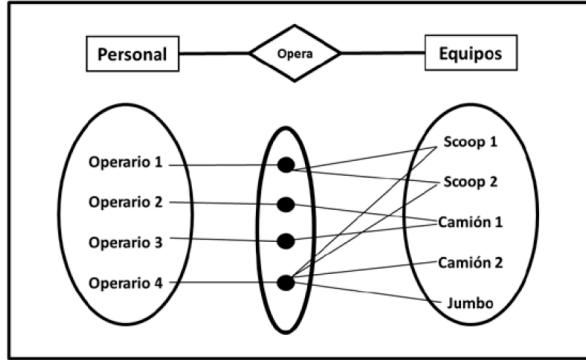 Personal
Opera
Equipos
Operario 1
Operario 2
Operario 3
Operario 4
Scoop 1
Scoop 2
Camión 1
Camión 2
Jumbo